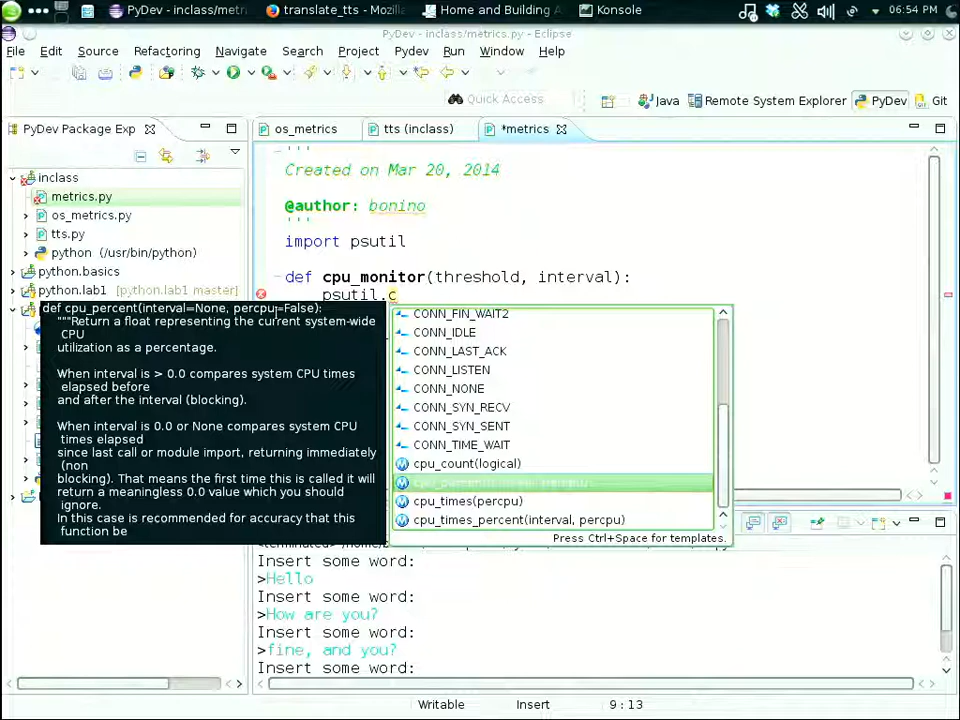 PyDev - inclass/metri
translate_tts - Mozill
Home and Building A
Konsole
06:54 PM
PyDev - inclass/metrics.py - Eclipse
File Edit Source Refactoring Navigate Search Project Pydev Run Window Help
Quick Access
Java
Remote System Explorer
PyDev
Git
PyDev Package Exp
os_metrics
tts (inclass)
*metrics
inclass
metrics.py
os_metrics.py
tts.py
python (/usr/bin/python)
python.basics
python.lab1 [python.lab1 master]
'''
Created on Mar 20, 2014
@author: bonino
'''
import psutil
def cpu_monitor(threshold, interval):
psutil.c
def cpu_percent(interval=None, percpu=False):
"""Return a float representing the current system-wide
CPU
utilization as a percentage.
When interval is > 0.0 compares system CPU times
elapsed before
and after the interval (blocking).
When interval is 0.0 or None compares system CPU
times elapsed
since last call or module import, returning immediately
(non
blocking). That means the first time this is called it will
return a meaningless 0.0 value which you should
ignore.
In this case is recommended for accuracy that this
function be
CONN_FIN_WAIT2
CONN_IDLE
CONN_LAST_ACK
CONN_LISTEN
CONN_NONE
CONN_SYN_RECV
CONN_SYN_SENT
CONN_TIME_WAIT
cpu_count(logical)
cpu_percent(interval, percpu)
cpu_times(percpu)
cpu_times_percent(interval, percpu)
Press Ctrl+Space for templates.
Insert some word:
>Hello
Insert some word:
>How are you?
Insert some word:
>fine, and you?
Insert some word:
Writable
Insert
9:13